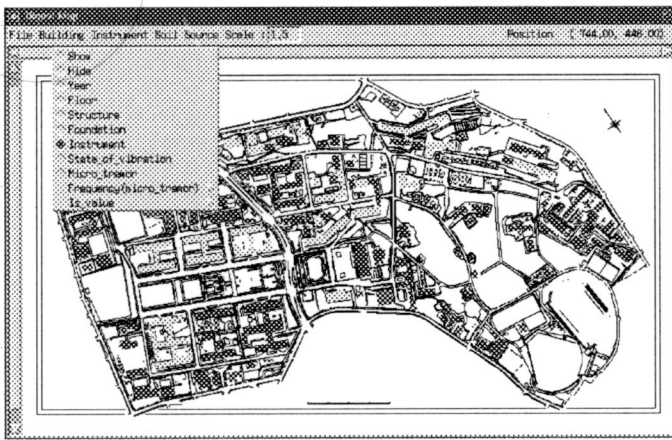 File Building Instrument Soil Source Scale : 1.5 Position ( 744.00, 446.00)
Show
Hide
Year
Floor
Structure
Foundation
Instrument
State_of_vibration
Micro_tremor
Frequency(micro_tremor)
Is_value